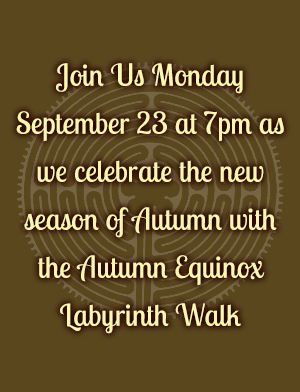 Join Us Monday
September 23 at 7pm as
we celebrate the new
season of Autumn with
the Autumn Equinox
Labyrinth Walk